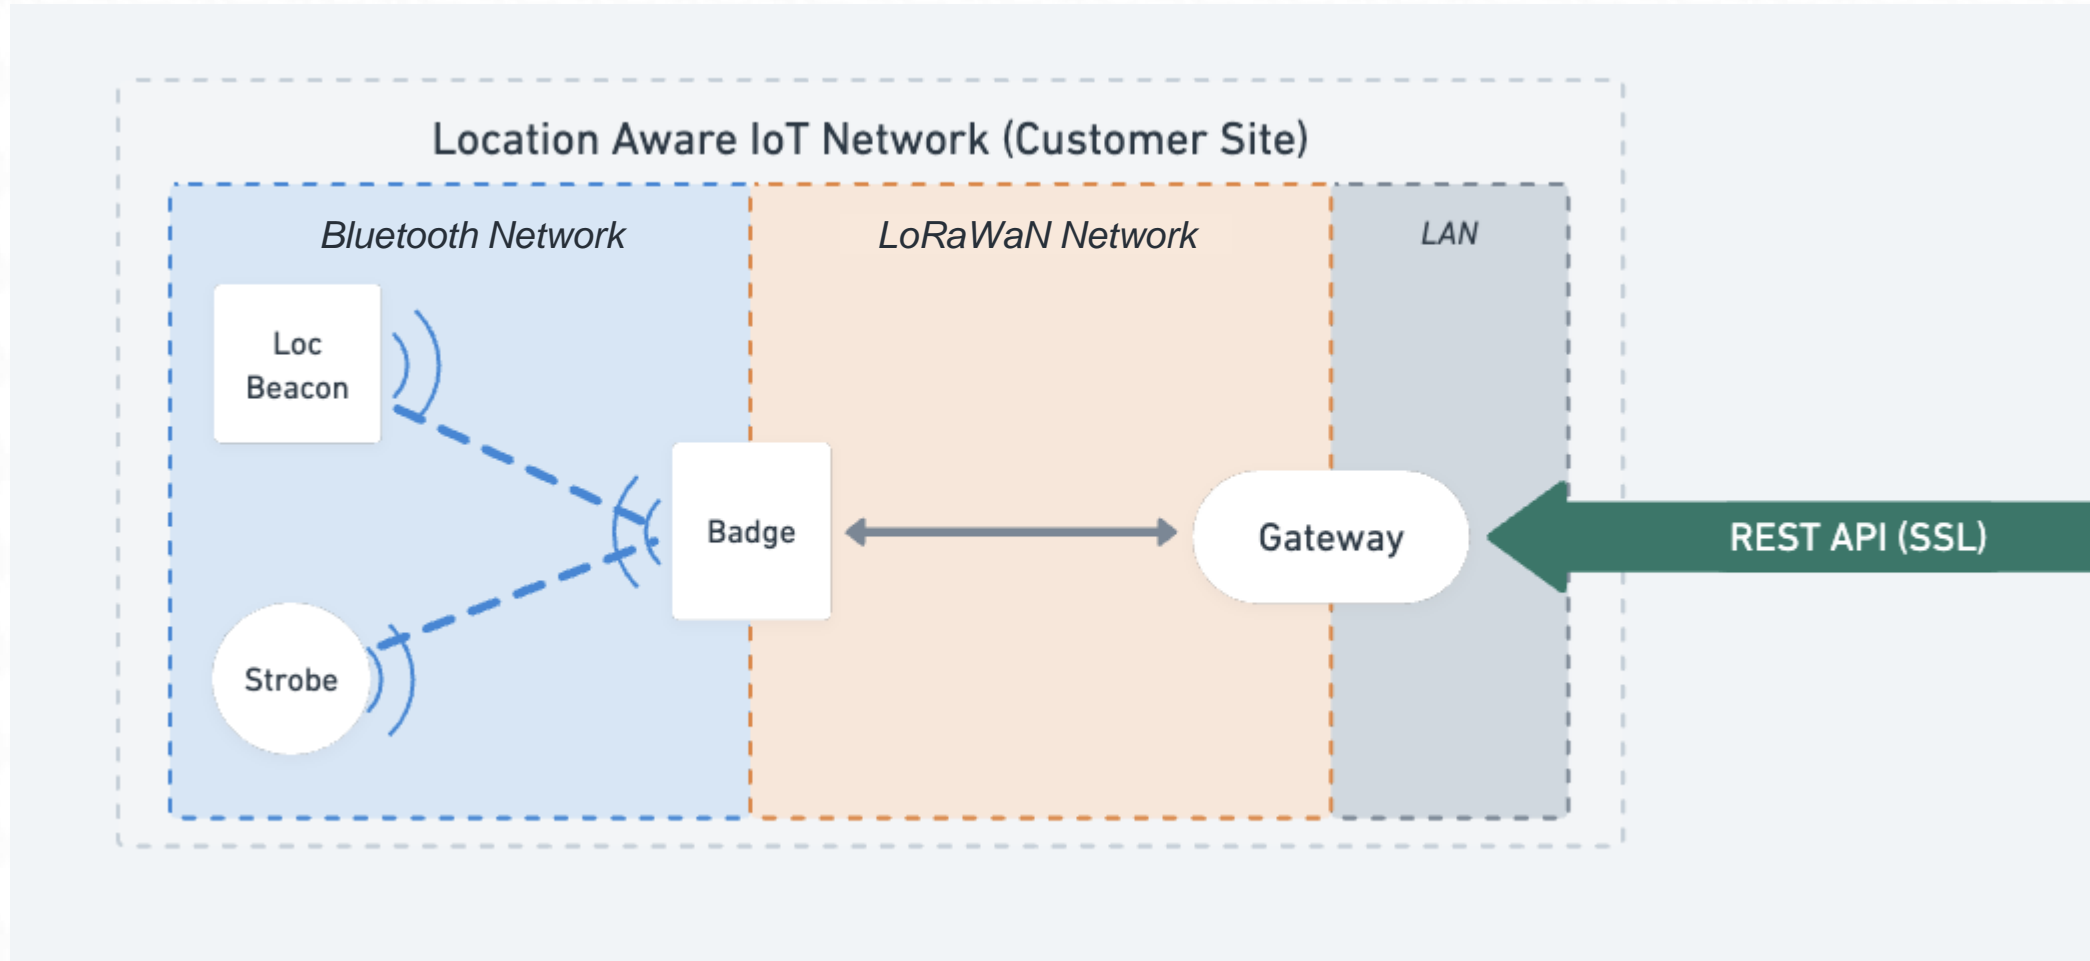 Location Aware IoT Network (Customer Site)
Bluetooth Network
LoRaWaN Network
LAN
Loc
Beacon
Badge
Gateway
REST API (SSL)
Strobe